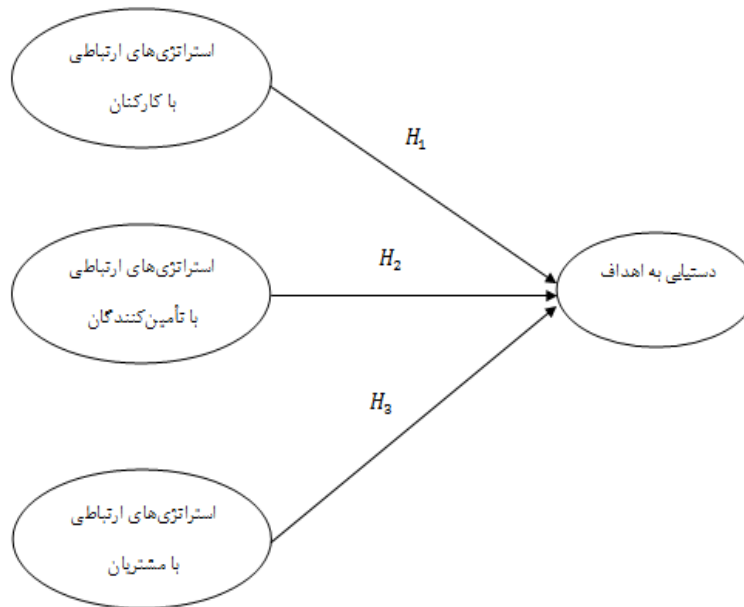 استراتژی‌های ارتباطی
با کارکنان
H₁
استراتژی‌های ارتباطی
با تأمین‌کنندگان
H₂
دستیابی به اهداف
H₃
استراتژی‌های ارتباطی
با مشتریان